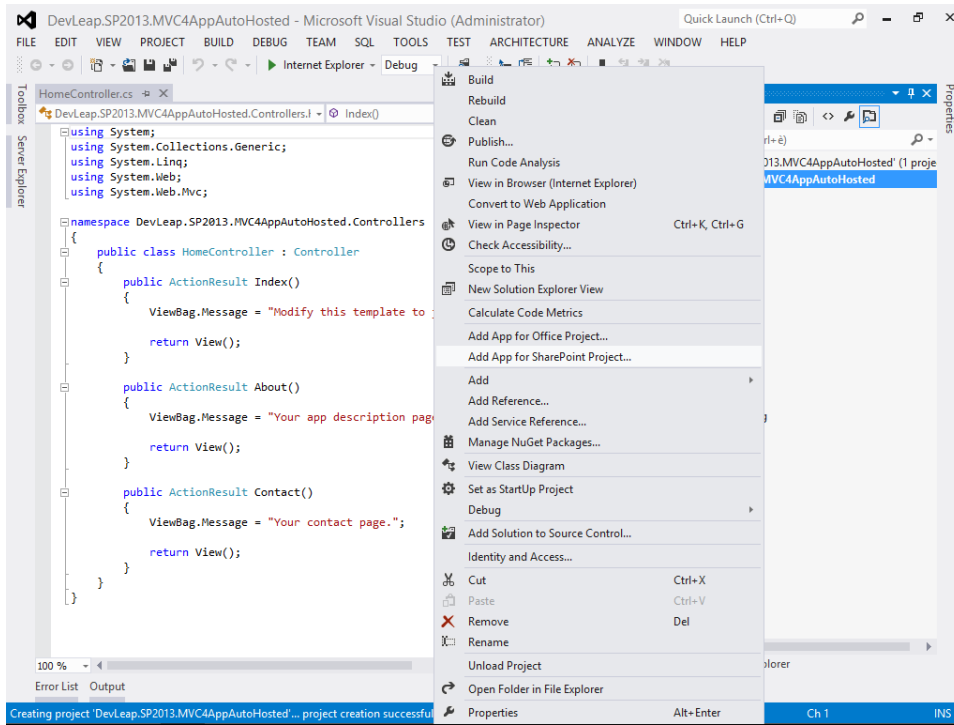 DevLeap.SP2013.MVC4AppAutoHosted - Microsoft Visual Studio (Administrator)
Quick Launch (Ctrl+Q)
FILE EDIT VIEW PROJECT BUILD DEBUG TEAM SQL TOOLS TEST ARCHITECTURE ANALYZE WINDOW HELP
Internet Explorer Debug
Toolbox
Server Explorer
HomeController.cs
DevLeap.SP2013.MVC4AppAutoHosted.Controllers.I Index()
using System;
using System.Collections.Generic;
using System.Linq;
using System.Web;
using System.Web.Mvc;
namespace DevLeap.SP2013.MVC4AppAutoHosted.Controllers
{
public class HomeController : Controller
{
public ActionResult Index()
{
ViewBag.Message = "Modify this template to
return View();
}
public ActionResult About()
{
ViewBag.Message = "Your app description pag
return View();
}
public ActionResult Contact()
{
ViewBag.Message = "Your contact page.";
return View();
}
}
}
100 %
Error List Output
Creating project 'DevLeap.SP2013.MVC4AppAutoHosted'... project creation successful
Build
Rebuild
Clean
Publish...
Run Code Analysis
View in Browser (Internet Explorer)
Convert to Web Application
View in Page Inspector Ctrl+K, Ctrl+G
Check Accessibility...
Scope to This
New Solution Explorer View
Calculate Code Metrics
Add App for Office Project...
Add App for SharePoint Project...
Add
Add Reference...
Add Service Reference...
Manage NuGet Packages...
View Class Diagram
Set as StartUp Project
Debug
Add Solution to Source Control...
Identity and Access...
Cut Ctrl+X
Paste Ctrl+V
Remove Del
Rename
Unload Project
Open Folder in File Explorer
Properties Alt+Enter
rl+è)
013.MVC4AppAutoHosted' (1 proje
MVC4AppAutoHosted
plorer
Properties
Ch 1 INS